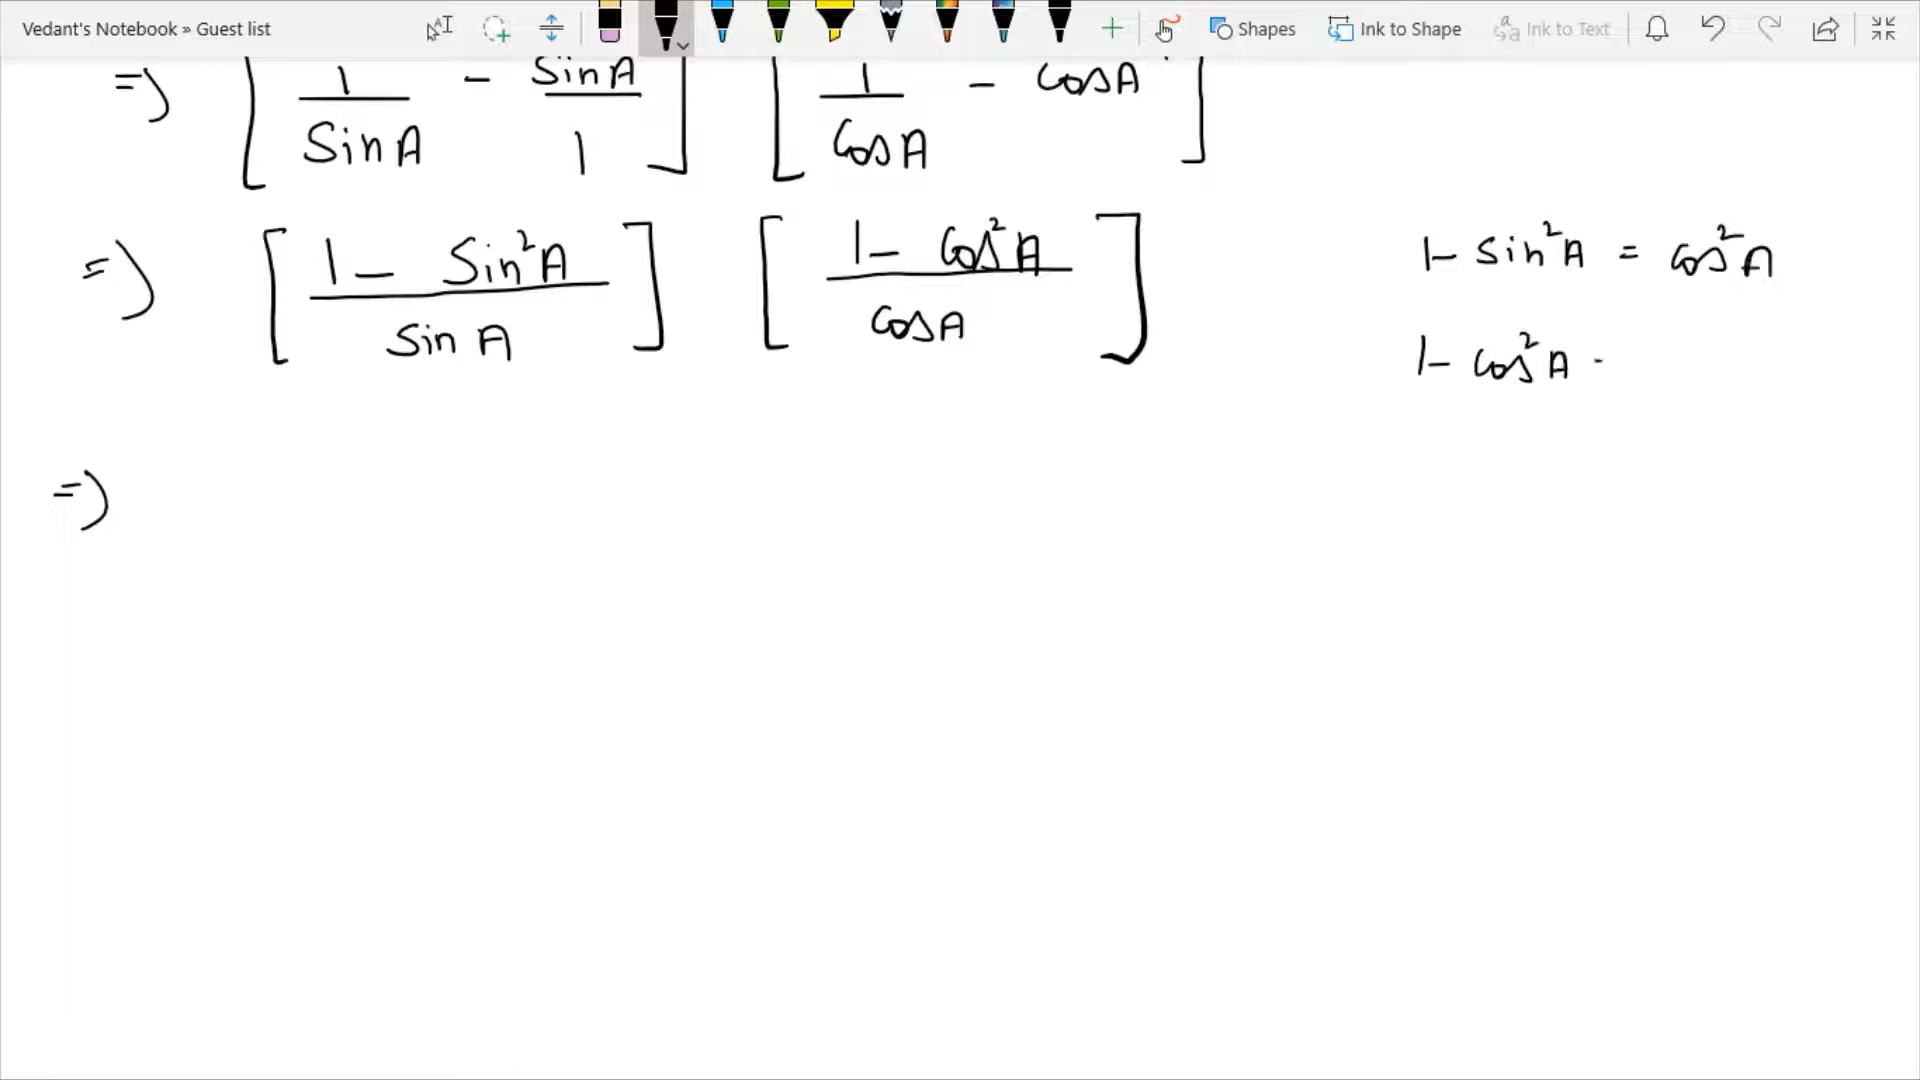 Vedant's Notebook » Guest list Shapes Ink to Shape Ink to Text
=> [ 1/SinA - SinA/1 ] [ 1/CosA - CosA ]
=> [ 1 - Sin²A / Sin A ] [ 1 - Cos²A / CosA ] 1 - Sin²A = Cos²A
1 - Cos²A -
=>